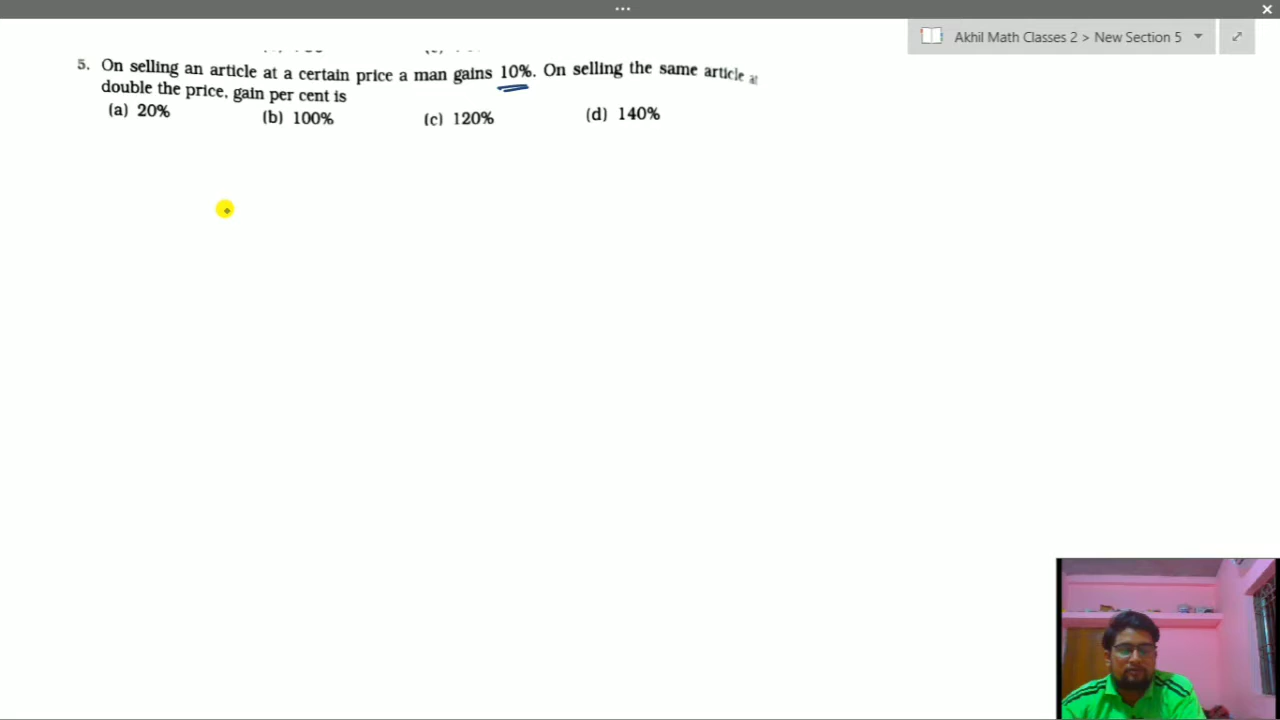 Akhil Math Classes 2 > New Section 5
5. On selling an article at a certain price a man gains 10%. On selling the same article at
double the price, gain per cent is
(a) 20% (b) 100% (c) 120% (d) 140%